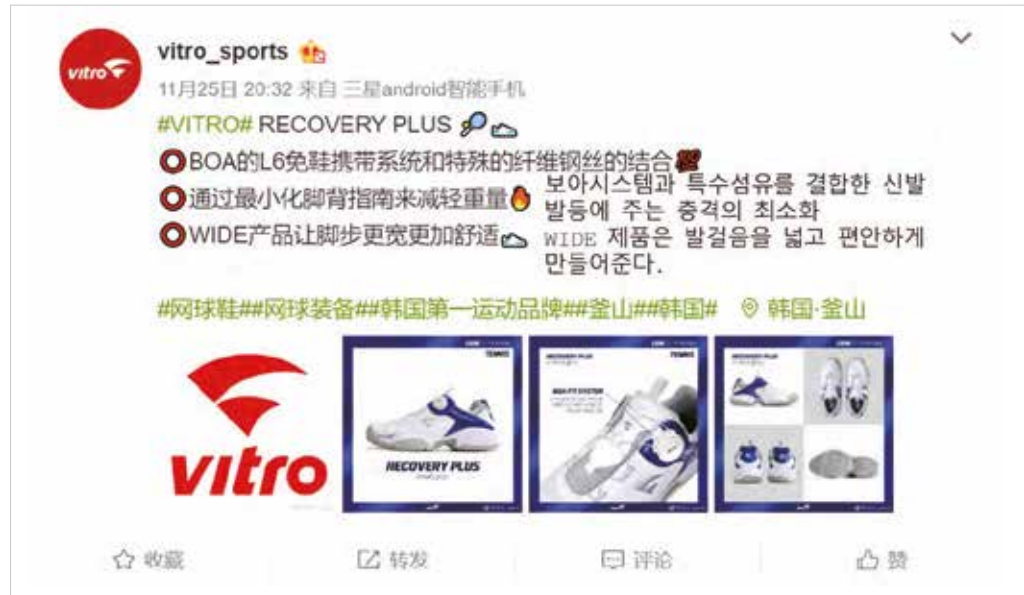 vitro
vitro_sports
11月25日 20:32 来自 三星android智能手机
#VITRO# RECOVERY PLUS
BOA的L6免鞋携带系统和特殊的纤维钢丝的结合
通过最小化脚背指南来减轻重量
WIDE产品让脚步更宽更加舒适
보아시스템과 특수섬유를 결합한 신발
발등에 주는 충격의 최소화
WIDE 제품은 발걸음을 넓고 편안하게
만들어준다.
#网球鞋##网球装备##韩国第一运动品牌##釜山##韩国# 韩国·釜山
vitro
TENNIS
RECOVERY PLUS
RECOVERY PLUS
TENNIS
BOA FIT SYSTEM
RECOVERY PLUS
收藏 转发 评论 赞